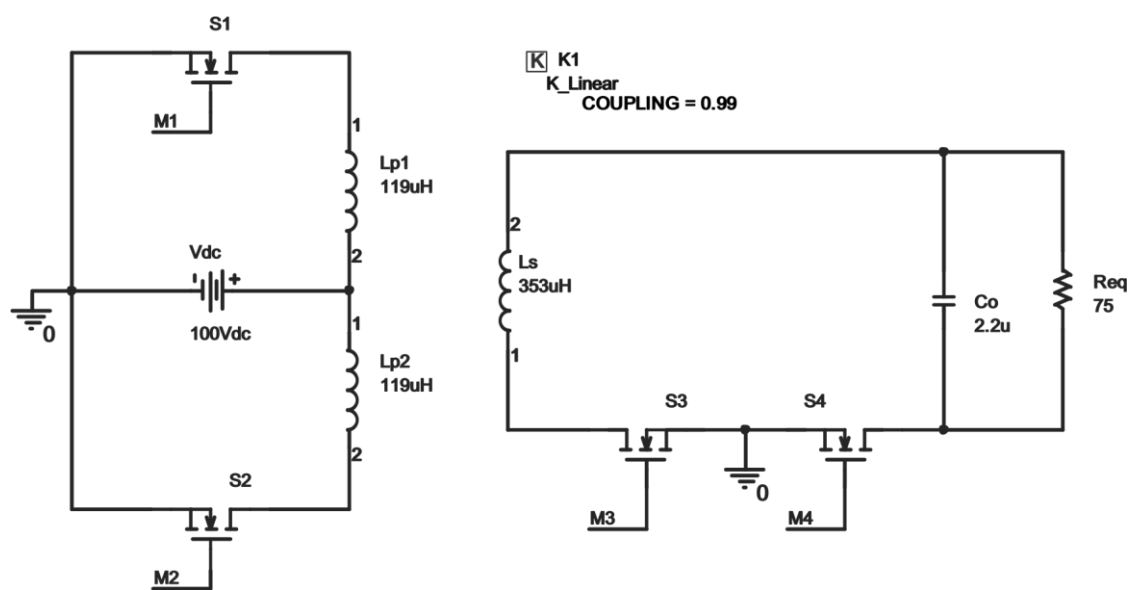 S1
M1
1
Lp1
119uH
2
Vdc
- +
100Vdc
0
1
Lp2
119uH
2
S2
M2
K K1
K_Linear
COUPLING = 0.99
2
Ls
353uH
1
Co
2.2u
Req
75
S3
S4
0
M3
M4